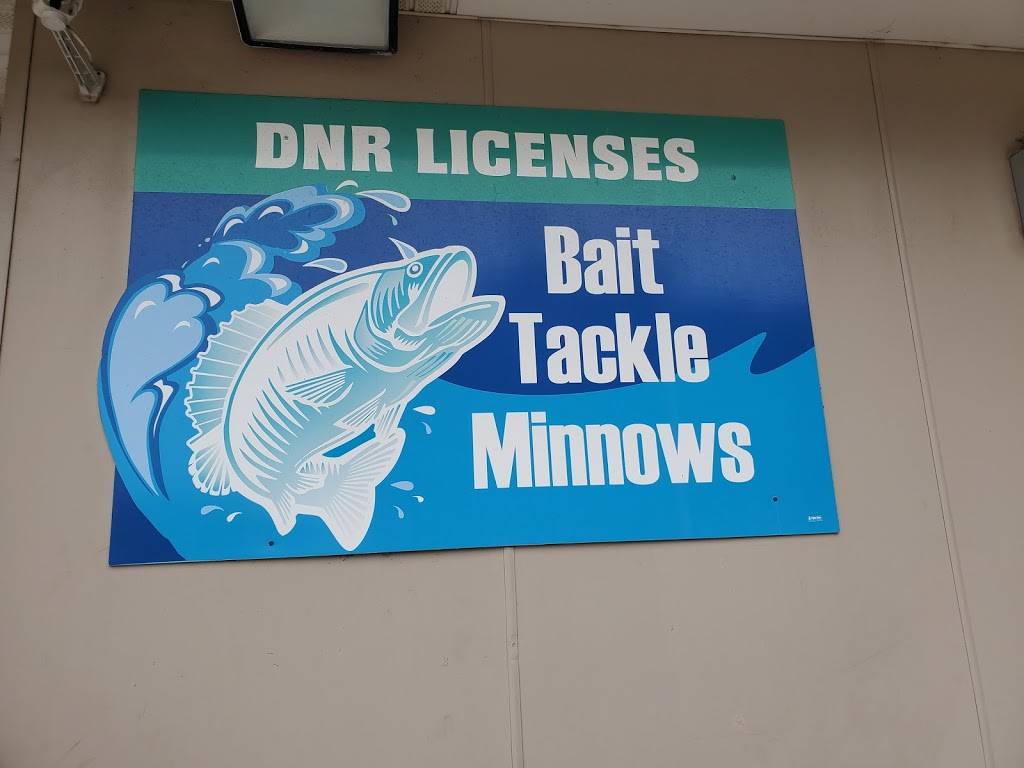 DNR LICENSES
Bait
Tackle
Minnows